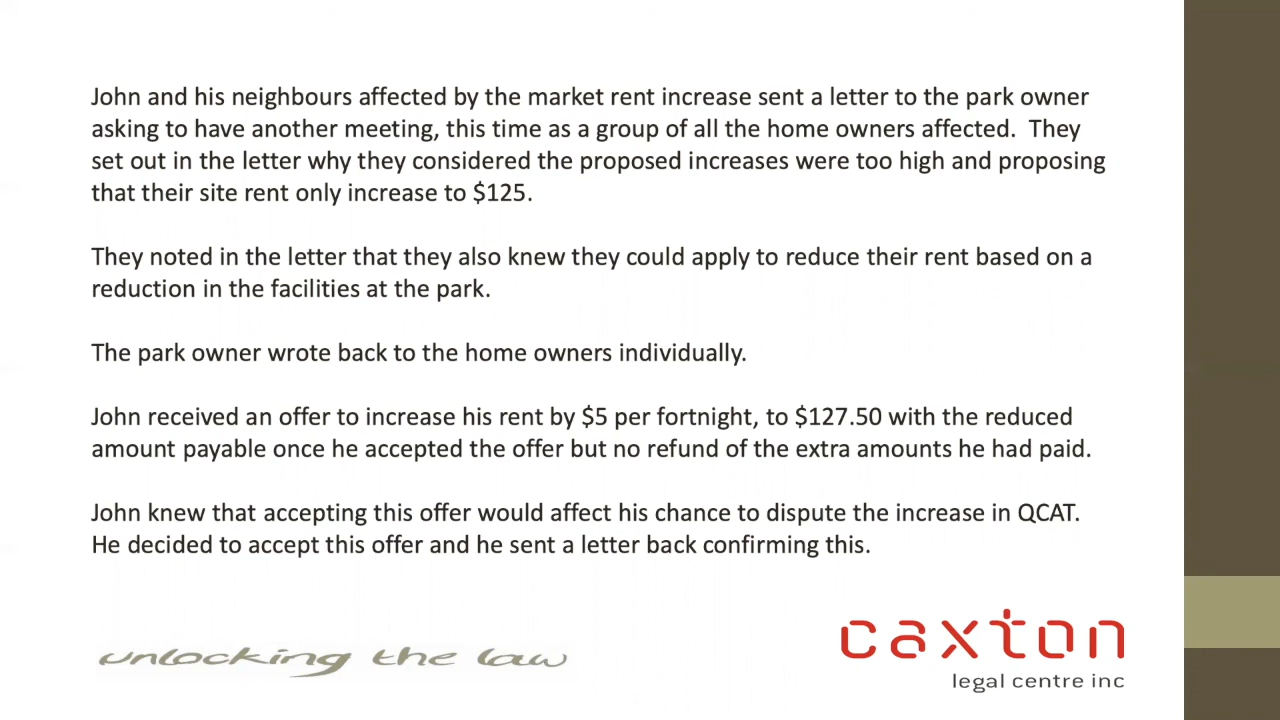 John and his neighbours affected by the market rent increase sent a letter to the park owner
asking to have another meeting, this time as a group of all the home owners affected.  They
set out in the letter why they considered the proposed increases were too high and proposing
that their site rent only increase to $125.
They noted in the letter that they also knew they could apply to reduce their rent based on a
reduction in the facilities at the park.
The park owner wrote back to the home owners individually.
John received an offer to increase his rent by $5 per fortnight, to $127.50 with the reduced
amount payable once he accepted the offer but no refund of the extra amounts he had paid.
John knew that accepting this offer would affect his chance to dispute the increase in QCAT.
He decided to accept this offer and he sent a letter back confirming this.
unlocking the law
caxton
legal centre inc